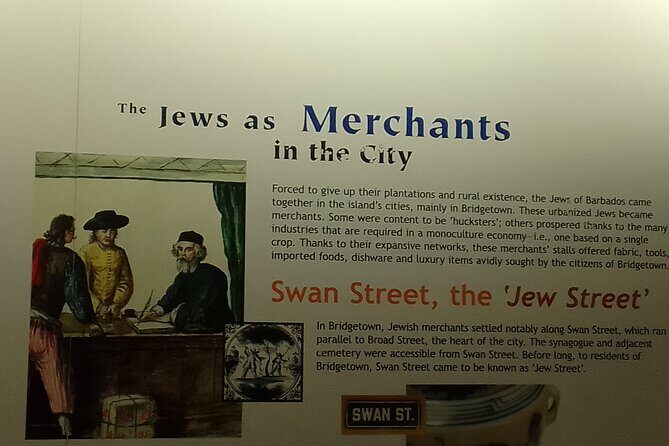 The Jews as Merchants
in the City
Forced to give up their plantations and rural existence, the Jews of Barbados came
together in the island's cities, mainly in Bridgetown. These urbanized Jews became
merchants. Some were content to be 'hucksters'; others prospered thanks to the many
industries that are required in a monoculture economy—i.e., one based on a single
crop. Thanks to their expansive networks, these merchants' stalls offered fabric, tools,
imported foods, dishware and luxury items avidly sought by the citizens of Bridgetown.
Swan Street, the 'Jew Street'
In Bridgetown, Jewish merchants settled notably along Swan Street, which ran
parallel to Broad Street, the heart of the city. The synagogue and adjacent
cemetery were accessible from Swan Street. Before long, to residents of
Bridgetown, Swan Street came to be known as 'Jew Street'.
SWAN ST.